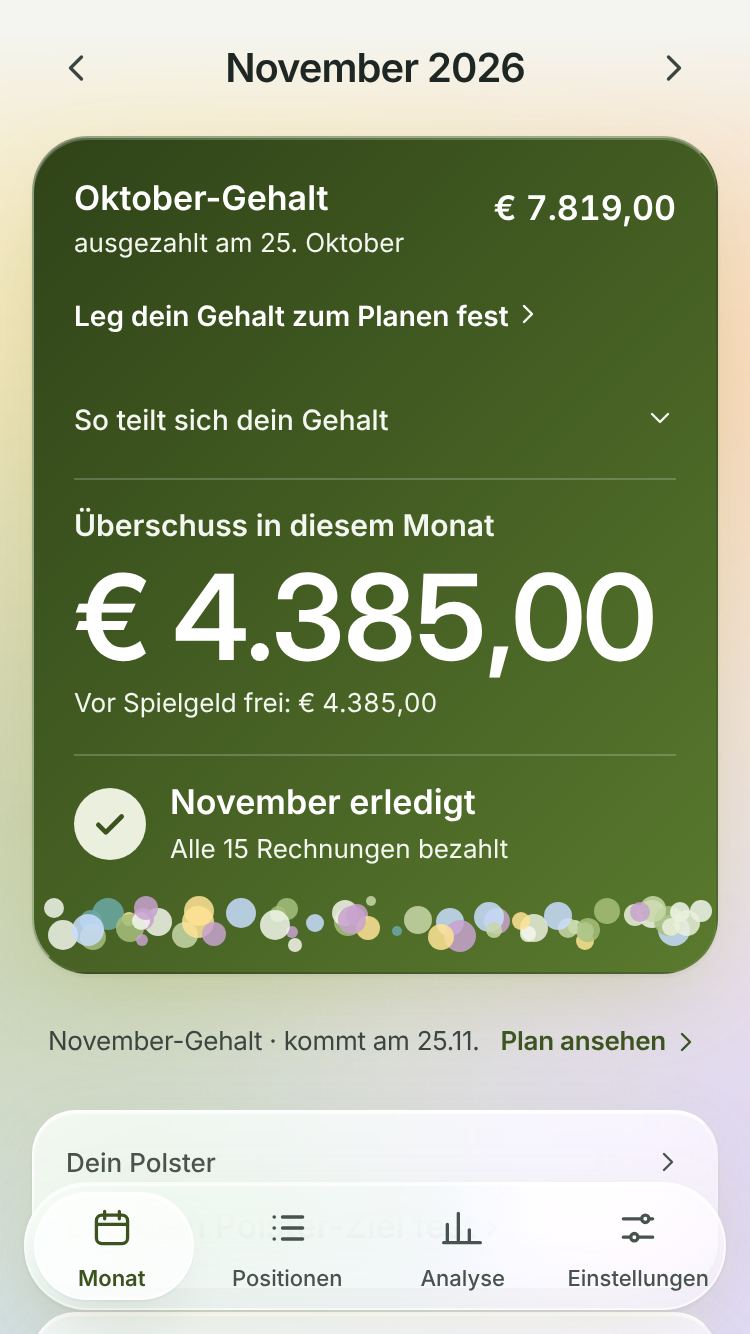 November 2026
Oktober-Gehalt
€ 7.819,00
ausgezahlt am 25. Oktober
Leg dein Gehalt zum Planen fest
So teilt sich dein Gehalt
Überschuss in diesem Monat
€ 4.385,00
Vor Spielgeld frei: € 4.385,00
November erledigt
Alle 15 Rechnungen bezahlt
November-Gehalt · kommt am 25.11. Plan ansehen
Dein Polster
Monat
Positionen
Analyse
Einstellungen